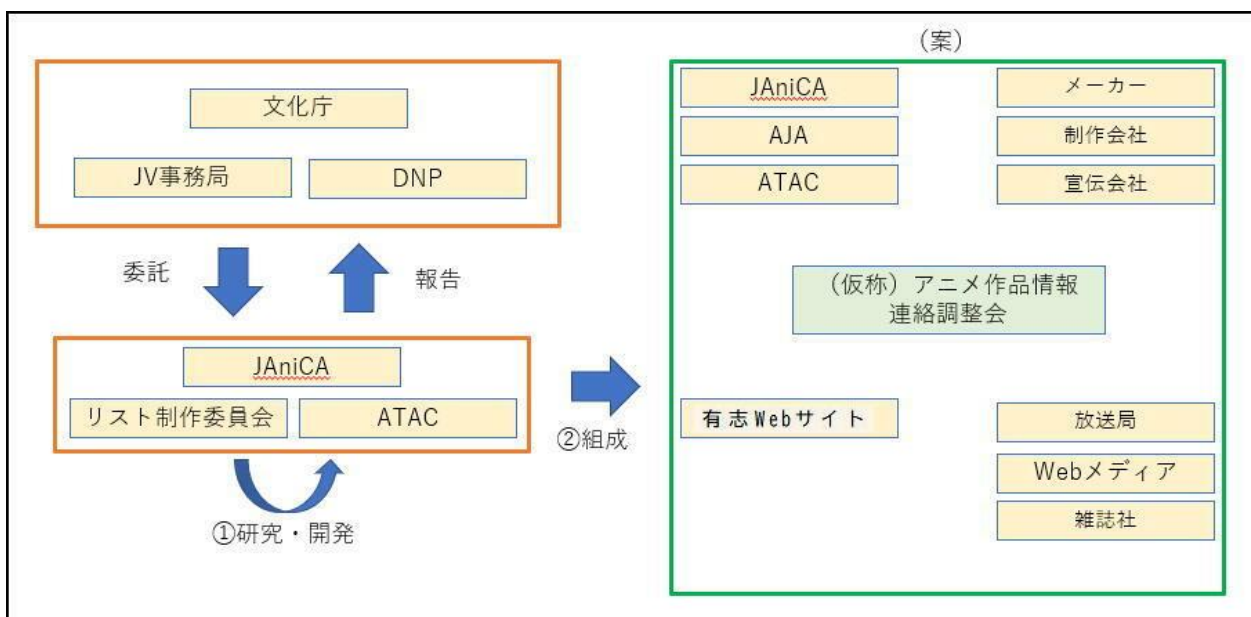 文化庁
JV事務局
DNP
委託
報告
JAniCA
リスト制作委員会
ATAC
①研究・開発
②組成
（案）
JAniCA
メーカー
AJA
制作会社
ATAC
宣伝会社
（仮称）アニメ作品情報
連絡調整会
有志Webサイト
放送局
Webメディア
雑誌社